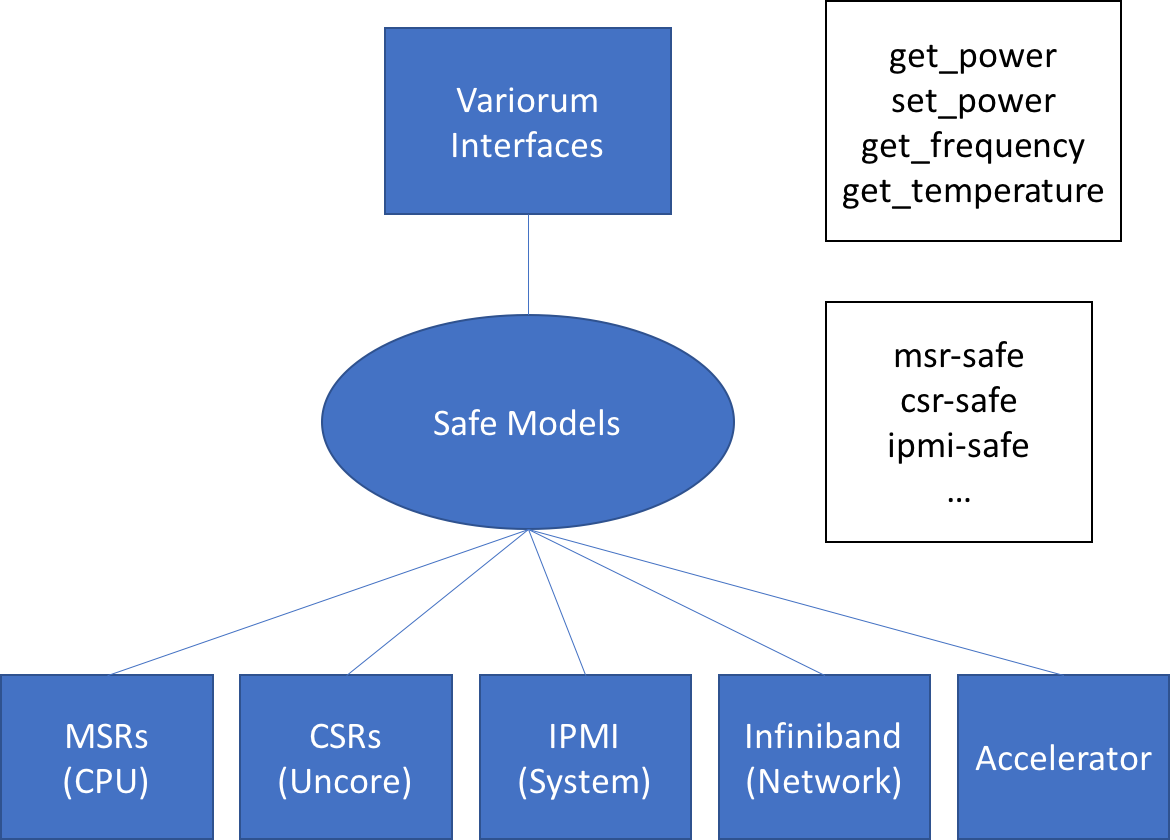 Variorum
Interfaces
get_power
set_power
get_frequency
get_temperature
Safe Models
msr-safe
csr-safe
ipmi-safe
...
MSRs
(CPU)
CSRs
(Uncore)
IPMI
(System)
Infiniband
(Network)
Accelerator